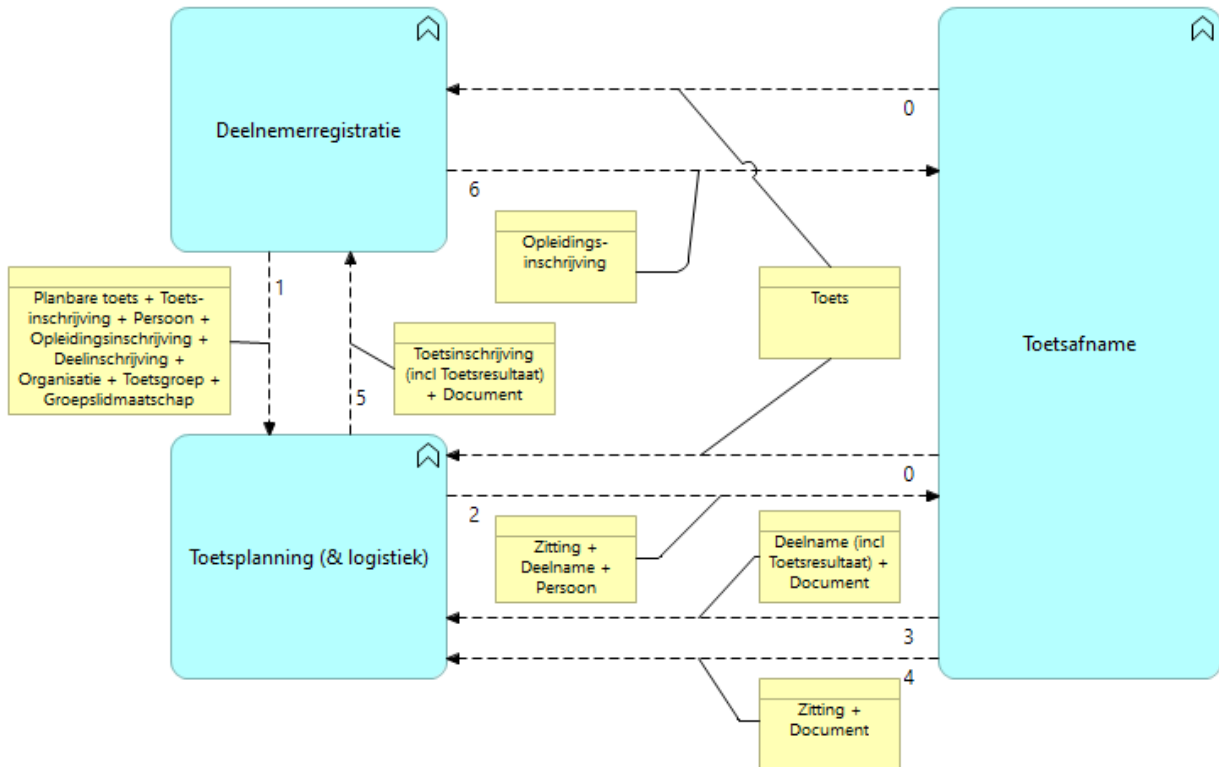 0
Deelnemerregistratie
6
Opleidings-
inschrijving
1
Toets
Planbare toets + Toets-
inschrijving + Persoon +
Opleidingsinschrijving +
Deelinschrijving +
Organisatie + Toetsgroep +
Groepslidmaatschap
Toetsinschrijving
(incl Toetsresultaat)
+ Document
Toetsafname
5
0
2
Toetsplanning (& logistiek)
Zitting +
Deelname +
Persoon
Deelname (incl
Toetsresultaat) +
Document
3
4
Zitting +
Document